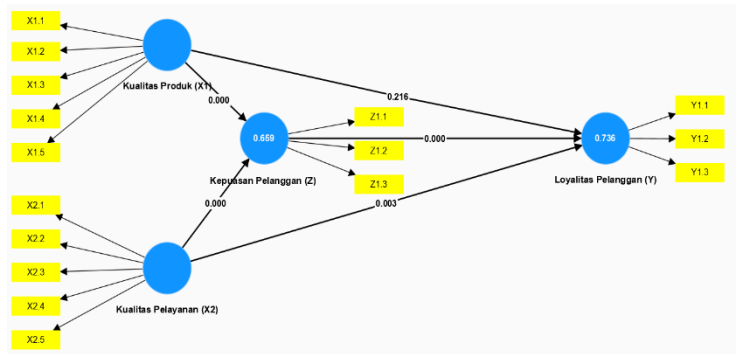 X1.1
X1.2
X1.3
X1.4
X1.5
Kualitas Produk (X1)
0.000
0.216
0.659
Kepuasan Pelanggan (Z)
Z1.1
Z1.2
Z1.3
0.000
0.736
Loyalitas Pelanggan (Y)
Y1.1
Y1.2
Y1.3
0.000
0.003
X2.1
X2.2
X2.3
X2.4
X2.5
Kualitas Pelayanan (X2)